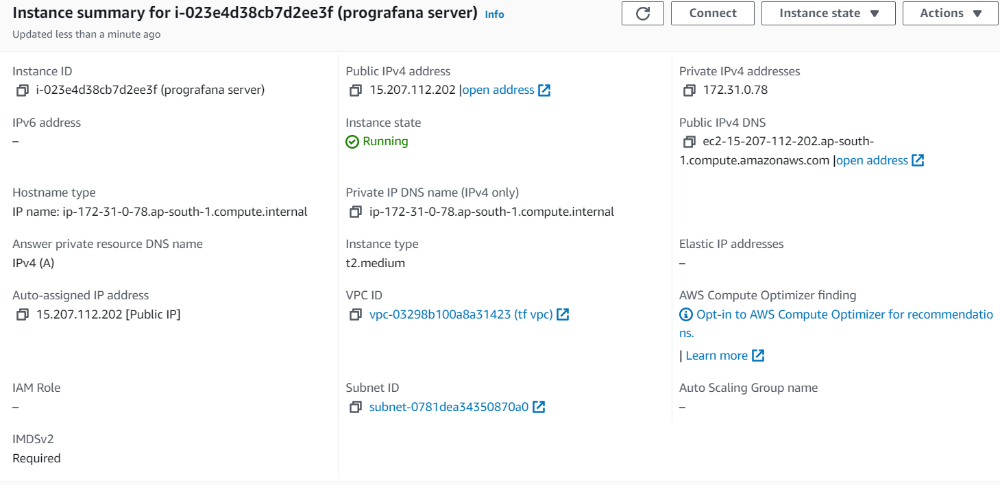 Instance summary for i-023e4d38cb7d2ee3f (prografana server) Info
Connect
Instance state
Actions
Updated less than a minute ago
Instance ID
i-023e4d38cb7d2ee3f (prografana server)
Public IPv4 address
15.207.112.202 |open address
Private IPv4 addresses
172.31.0.78
IPv6 address
–
Instance state
Running
Public IPv4 DNS
ec2-15-207-112-202.ap-south-
1.compute.amazonaws.com |open address
Hostname type
IP name: ip-172-31-0-78.ap-south-1.compute.internal
Private IP DNS name (IPv4 only)
ip-172-31-0-78.ap-south-1.compute.internal
Answer private resource DNS name
IPv4 (A)
Instance type
t2.medium
Elastic IP addresses
–
Auto-assigned IP address
15.207.112.202 [Public IP]
VPC ID
vpc-03298b100a8a31423 (tf vpc)
AWS Compute Optimizer finding
Opt-in to AWS Compute Optimizer for recommendatio
ns.
| Learn more
IAM Role
–
Subnet ID
subnet-0781dea34350870a0
Auto Scaling Group name
–
IMDSv2
Required